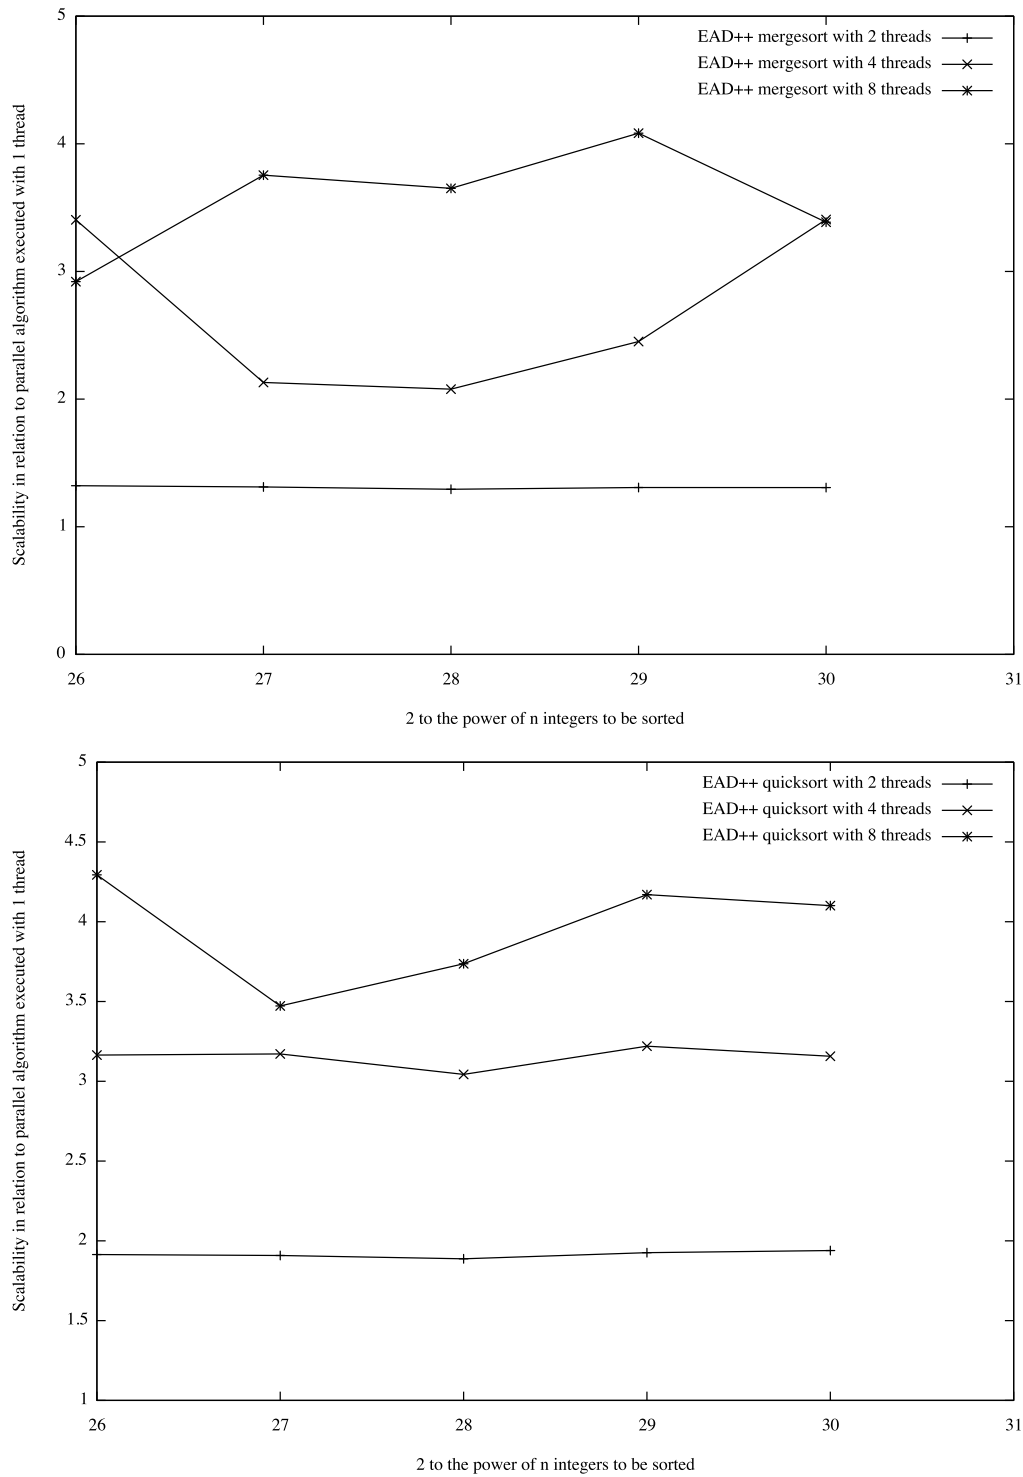 5
EAD++ mergesort with 2 threads
EAD++ mergesort with 4 threads
EAD++ mergesort with 8 threads
4
3
2
1
0
Scalability in relation to parallel algorithm executed with 1 thread
26 27 28 29 30 31
2 to the power of n integers to be sorted
5
EAD++ quicksort with 2 threads
EAD++ quicksort with 4 threads
EAD++ quicksort with 8 threads
4.5
4
3.5
3
2.5
2
1.5
1
Scalability in relation to parallel algorithm executed with 1 thread
26 27 28 29 30 31
2 to the power of n integers to be sorted